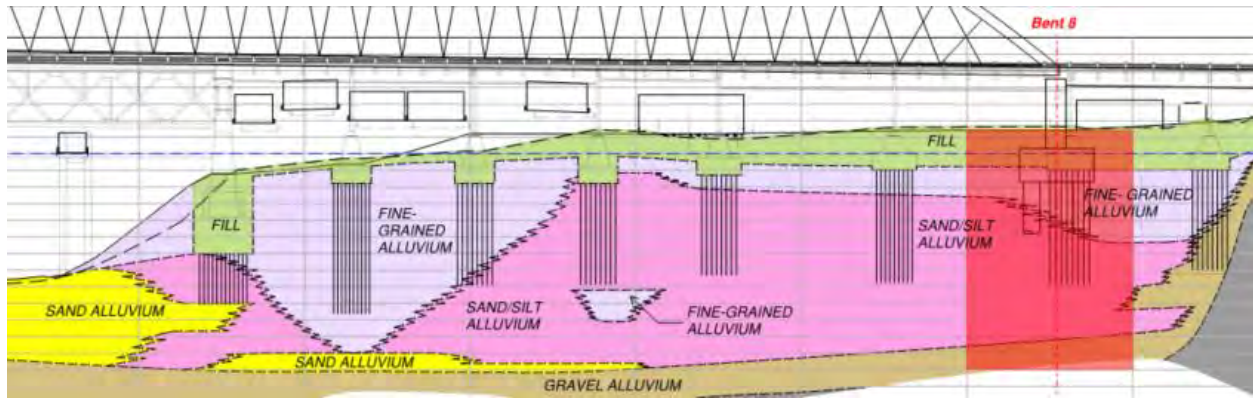 Bent 8
FILL
FINE- GRAINED
ALLUVIUM
FINE-
GRAINED
ALLUVIUM
FILL
SAND/SILT
ALLUVIUM
SAND ALLUVIUM
SAND/SILT
ALLUVIUM
FINE-GRAINED
ALLUVIUM
SAND ALLUVIUM
GRAVEL ALLUVIUM